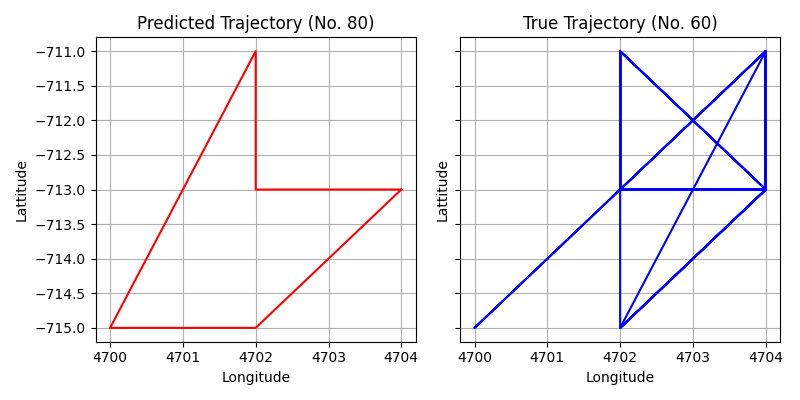 Predicted Trajectory (No. 80)
True Trajectory (No. 60)
−711.0
−711.5
−712.0
−712.5
−713.0
−713.5
−714.0
−714.5
−715.0
Lattitude
Lattitude
4700 4701 4702 4703 4704
4700 4701 4702 4703 4704
Longitude
Longitude